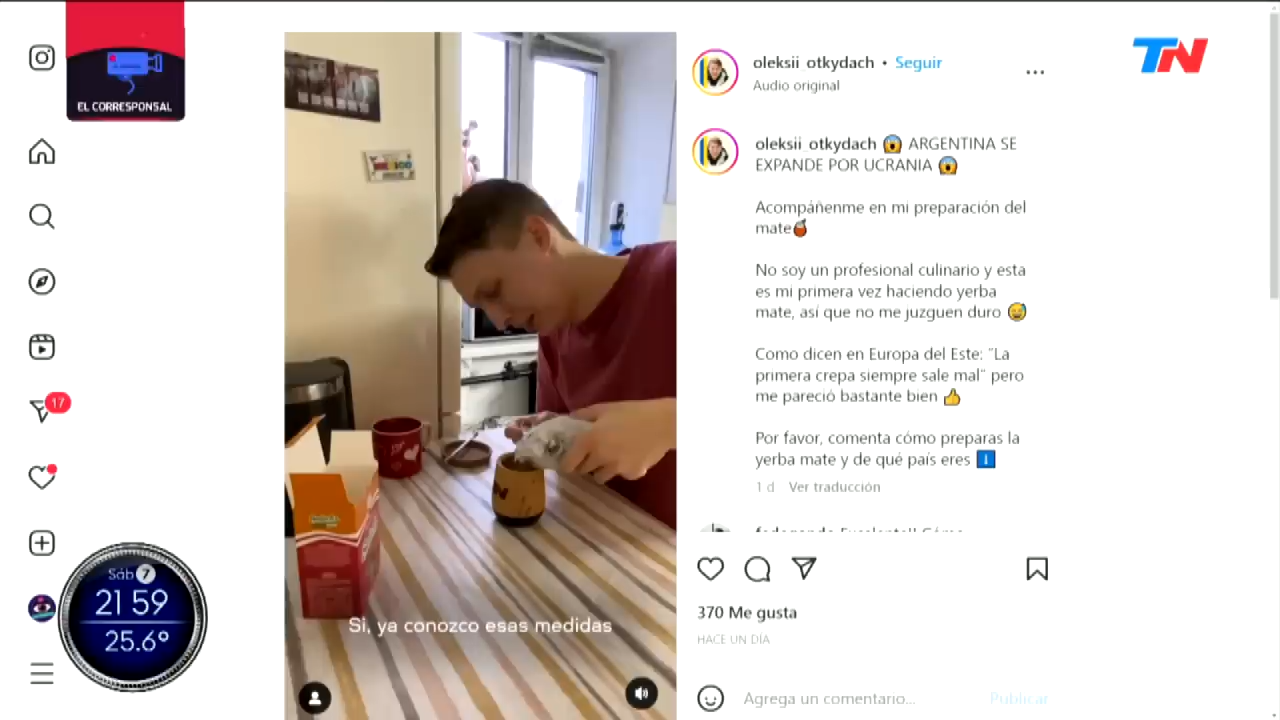 EL CORRESPONSAL
TN
oleksii_otkydach • Seguir
Audio original
oleksii_otkydach 😱 ARGENTINA SE
EXPANDE POR UCRANIA 😱
Acompáñenme en mi preparación del
mate🧉
No soy un profesional culinario y esta
es mi primera vez haciendo yerba
mate, así que no me juzguen duro 😅
Como dicen en Europa del Este: “La
primera crepa siempre sale mal” pero
me pareció bastante bien 👍
Por favor, comenta cómo preparas la
yerba mate y de qué país eres ℹ️
1 d Ver traducción
17
370 Me gusta
HACE UN DÍA
Agrega un comentario... Publicar
Si, ya conozco esas medidas
Sáb 7
21 59
25.6º